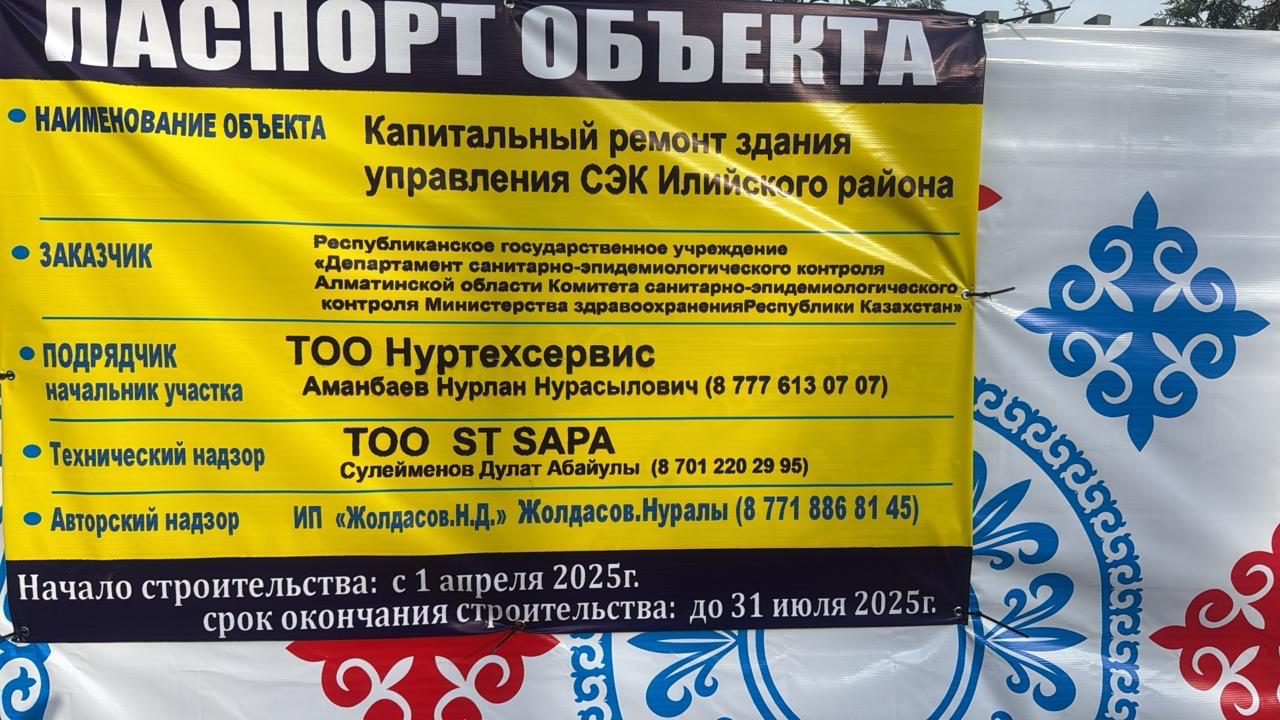 ПАСПОРТ ОБЪЕКТА
• НАИМЕНОВАНИЕ ОБЪЕКТА Капитальный ремонт здания
управления СЭК Илийского района
• ЗАКАЗЧИК Республиканское государственное учреждение
«Департамент санитарно-эпидемиологического контроля
Алматинской области Комитета санитарно-эпидемиологического
контроля Министерства здравоохраненияРеспублики Казахстан»
• ПОДРЯДЧИК ТОО Нуртехсервис
начальник участка Аманбаев Нурлан Нурасылович (8 777 613 07 07)
• Технический надзор ТОО ST SAPA
Сулейменов Дулат Абайулы (8 701 220 29 95)
• Авторский надзор ИП «Жолдасов.Н.Д.» Жолдасов.Нуралы (8 771 886 81 45)
Начало строительства: с 1 апреля 2025г.
срок окончания строительства: до 31 июля 2025г.